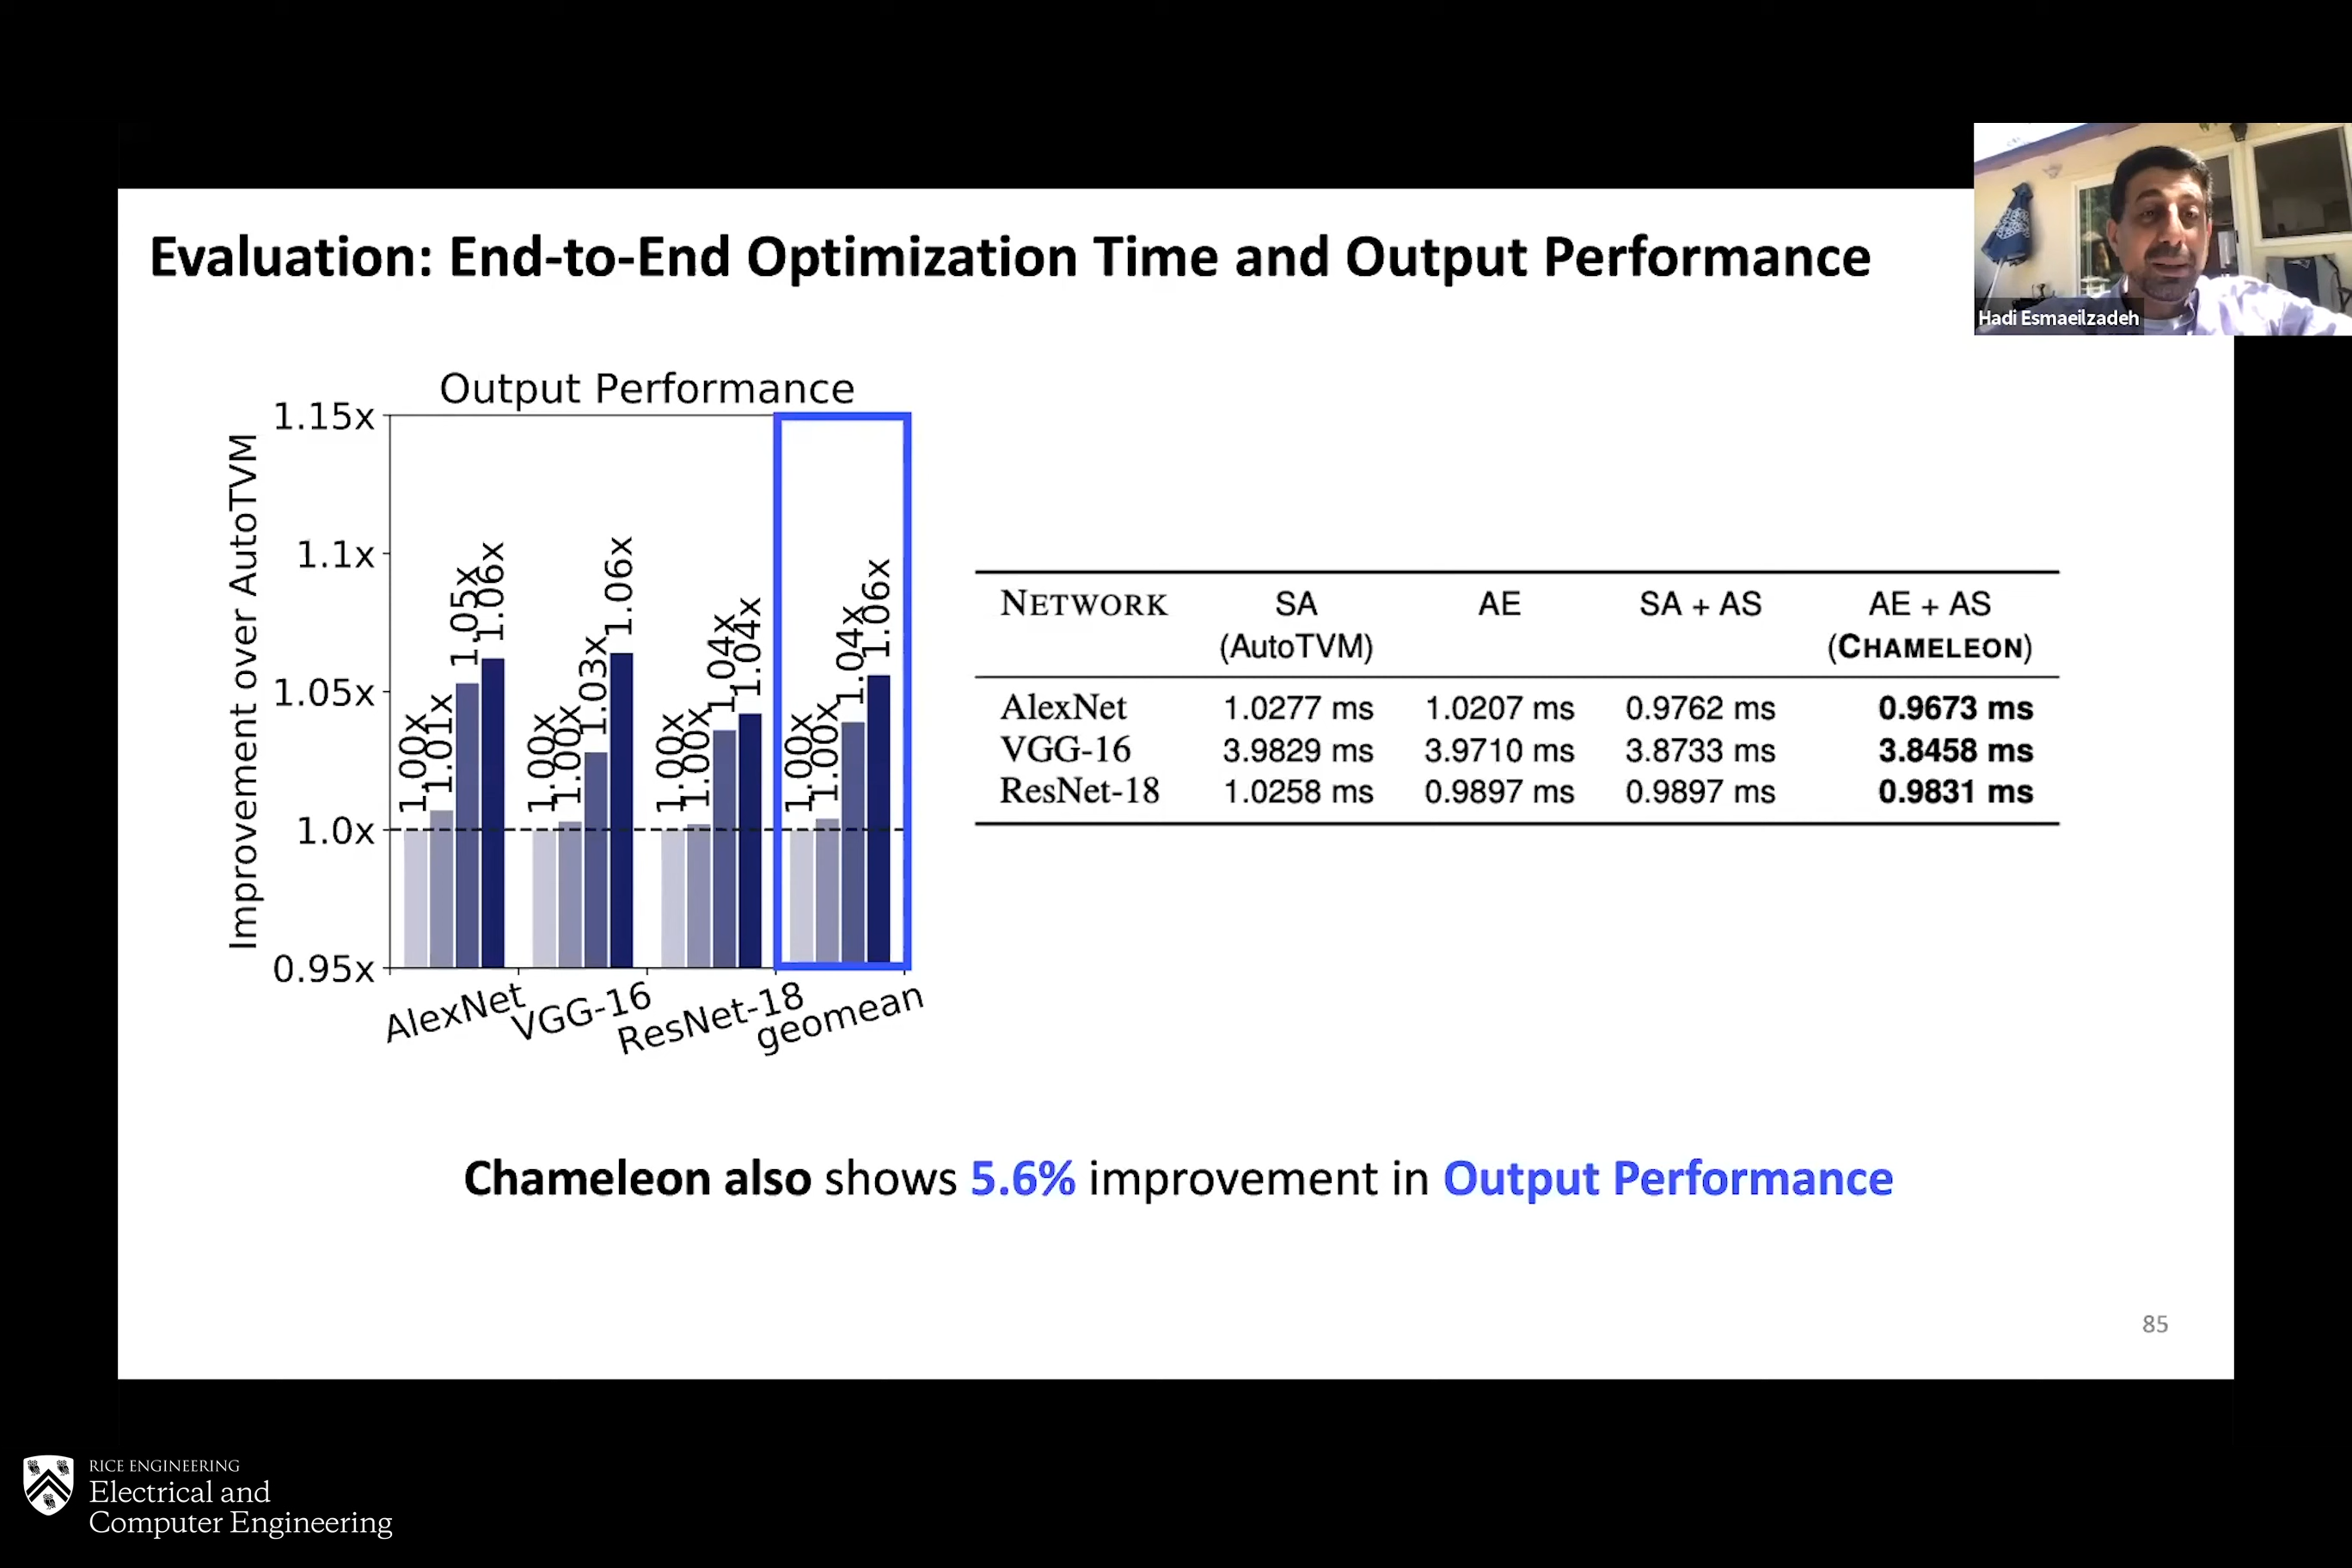 Evaluation: End-to-End Optimization Time and Output Performance
Hadi Esmaeilzadeh
Output Performance
Improvement over AutoTVM
1.15x
1.1x
1.05x
1.0x
0.95x
1.00x
1.01x
1.05x
1.06x
1.00x
1.00x
1.03x
1.06x
1.00x
1.00x
1.04x
1.04x
1.00x
1.00x
1.04x
1.06x
AlexNet
VGG-16
ResNet-18
geomean
NETWORK SA AE SA + AS AE + AS
(AutoTVM) (CHAMELEON)
AlexNet 1.0277 ms 1.0207 ms 0.9762 ms 0.9673 ms
VGG-16 3.9829 ms 3.9710 ms 3.8733 ms 3.8458 ms
ResNet-18 1.0258 ms 0.9897 ms 0.9897 ms 0.9831 ms
Chameleon also shows 5.6% improvement in Output Performance
85
RICE ENGINEERING
Electrical and
Computer Engineering